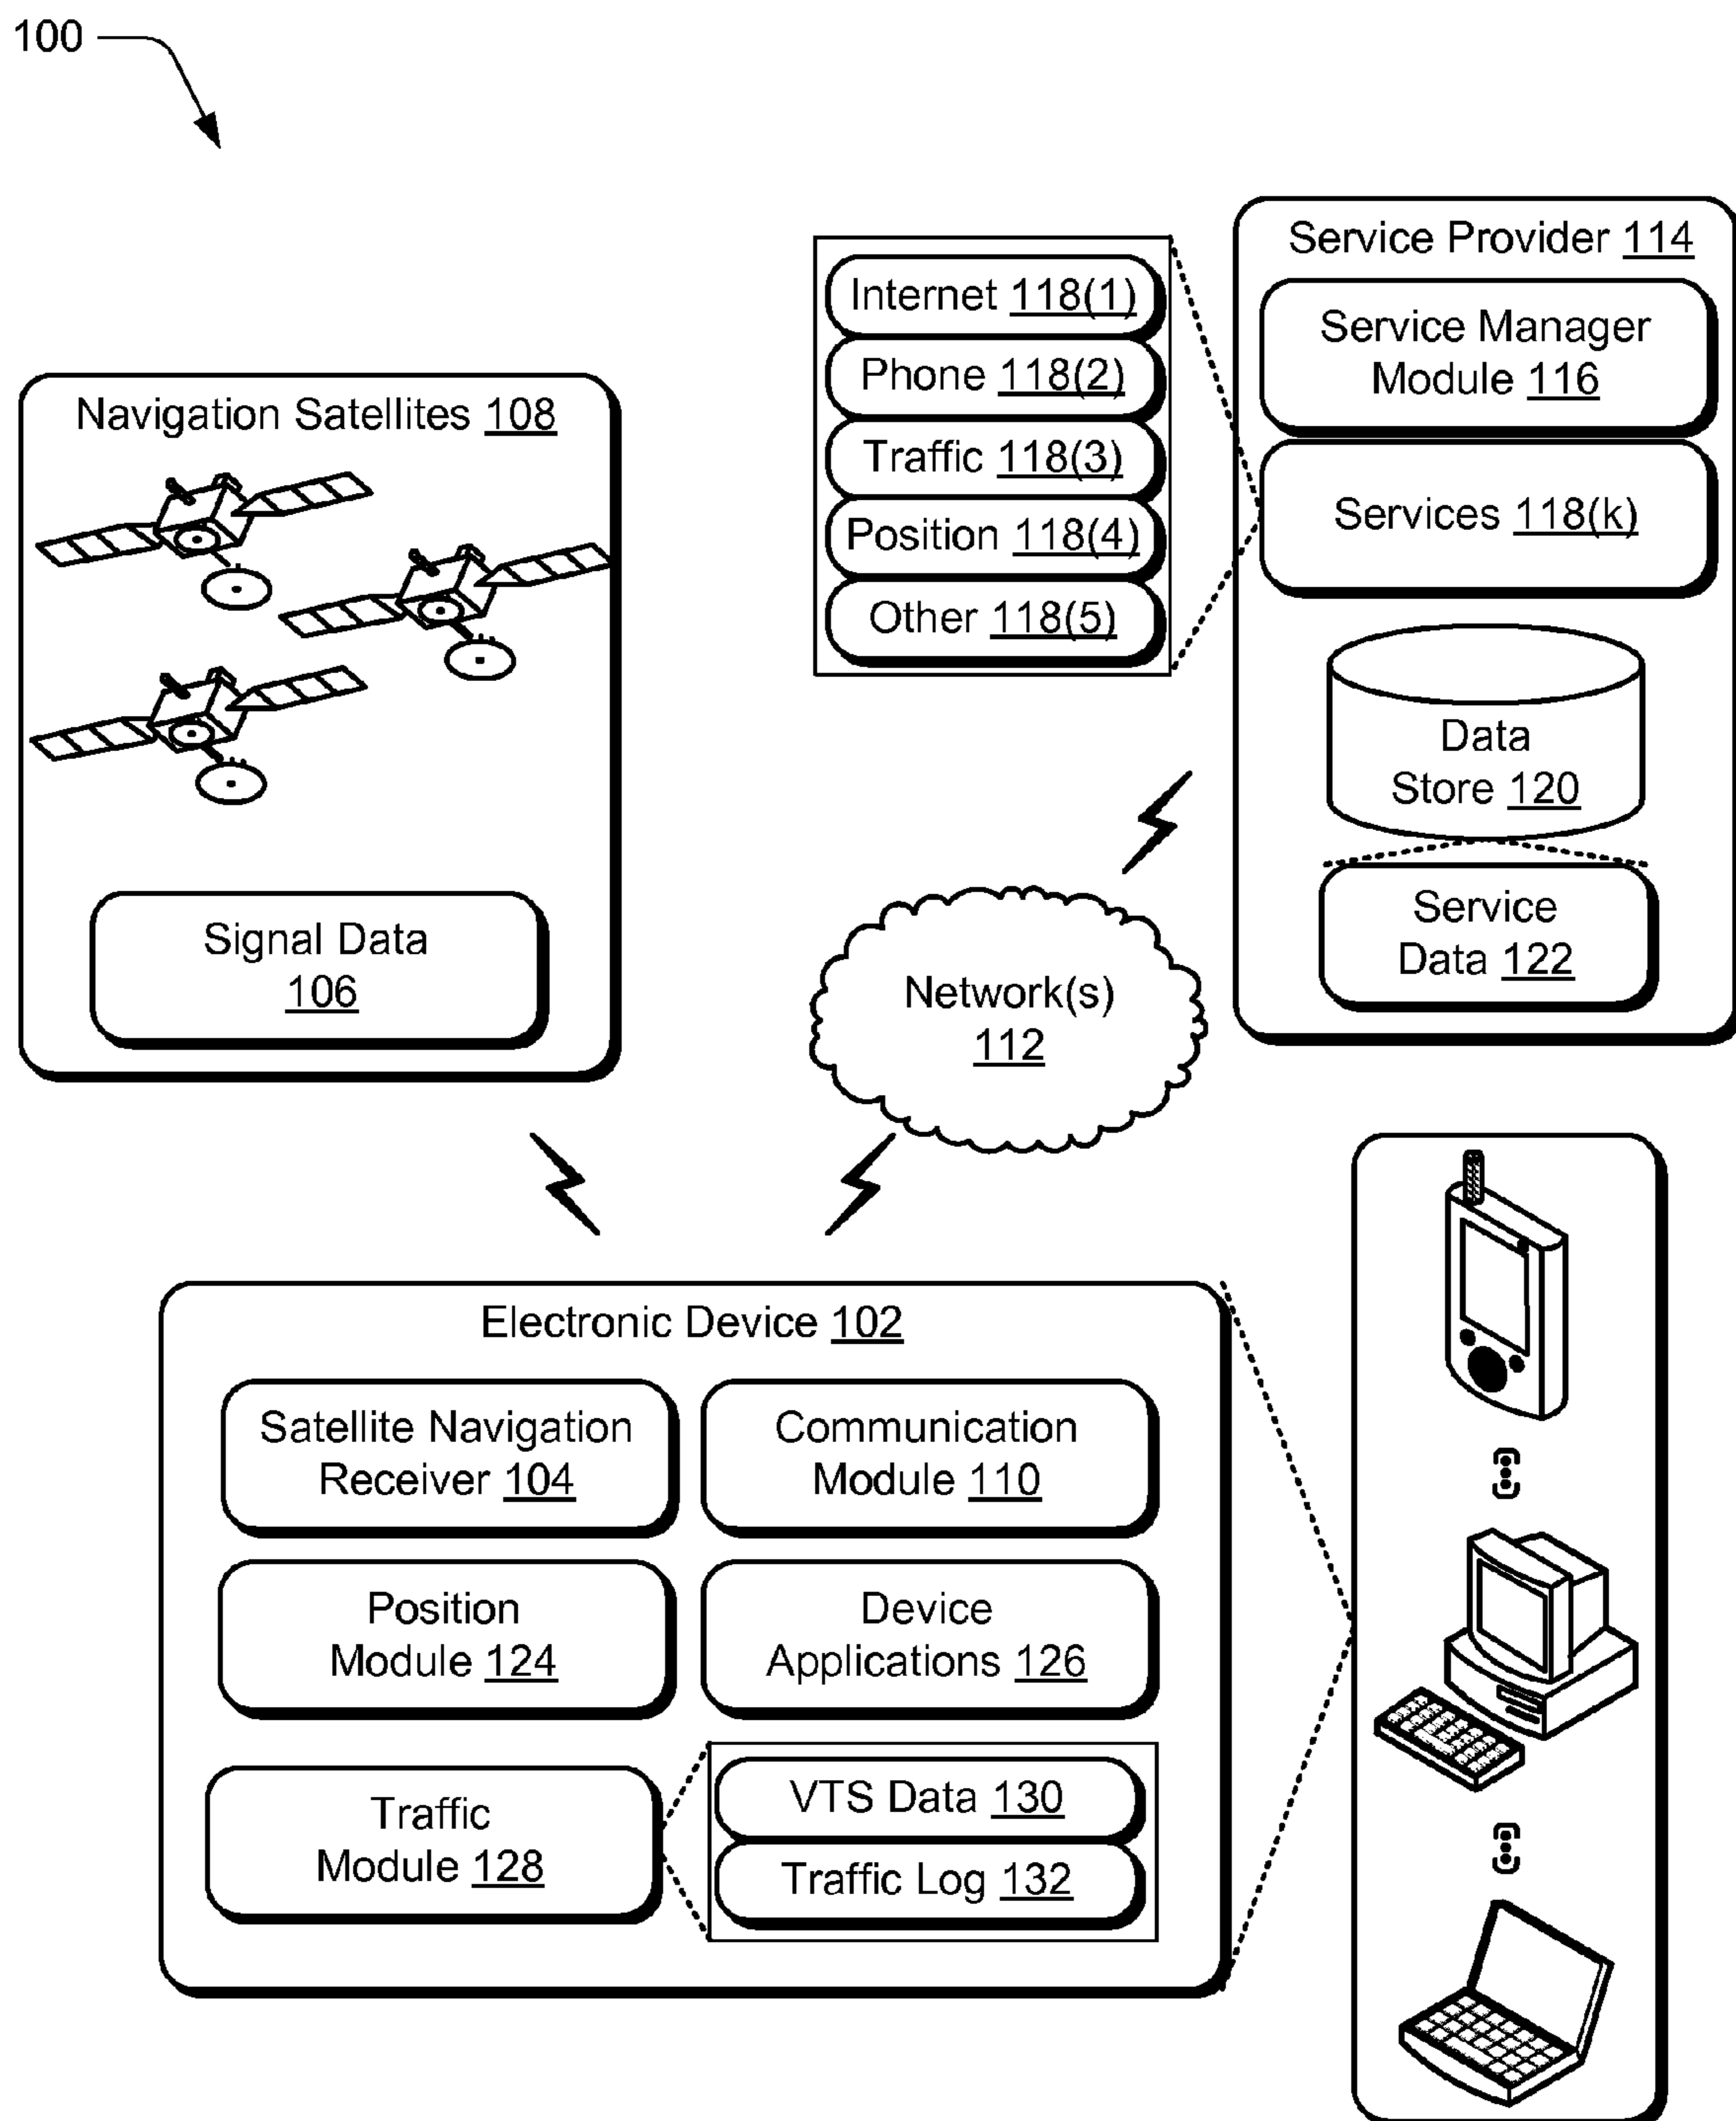 100
Service Provider 114
Service Manager
Module 116
Services 118(k)
Data
Store 120
Service
Data 122
Internet 118(1)
Phone 118(2)
Traffic 118(3)
Position 118(4)
Other 118(5)
Navigation Satellites 108
Signal Data
106
Network(s)
112
Electronic Device 102
Satellite Navigation
Receiver 104
Communication
Module 110
Position
Module 124
Device
Applications 126
Traffic
Module 128
VTS Data 130
Traffic Log 132